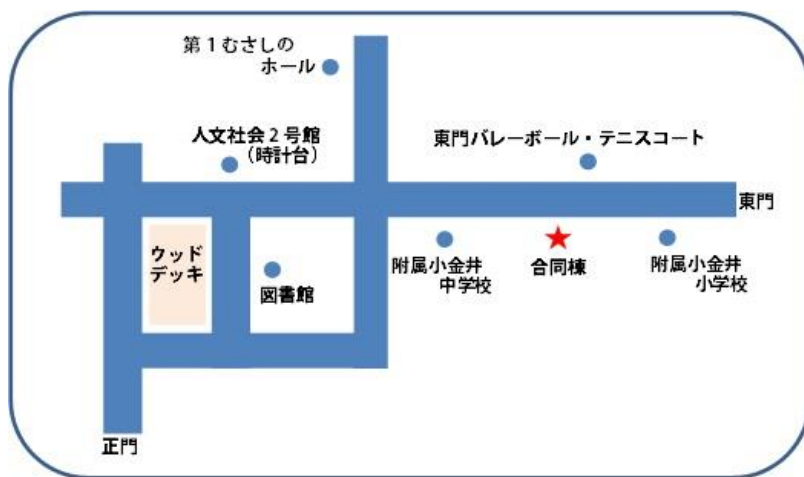 第1むさしの
ホール
人文社会2号館
(時計台)
東門バレーボール・テニスコート
東門
ウッド
デッキ
図書館
附属小金井
中学校
合同棟
附属小金井
小学校
正門